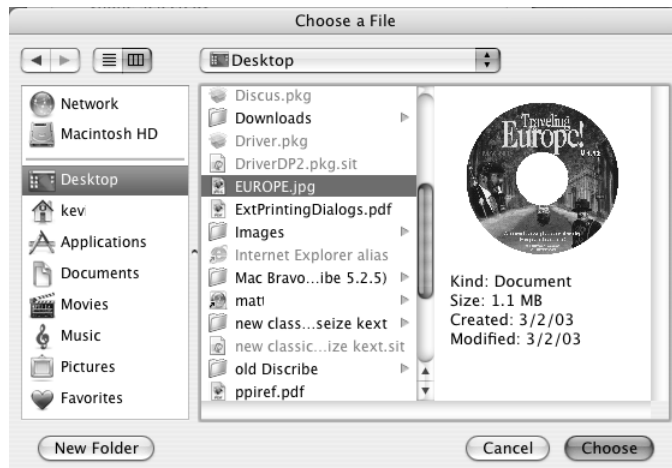 Choose a File
Desktop
Network
Macintosh HD
Desktop
kev
Applications
Documents
Movies
Music
Pictures
Favorites
Discus.pkg
Downloads
Driver.pkg
DriverDP2.pkg.sit
EUROPE.jpg
ExtPrintingDialogs.pdf
Images
Internet Explorer alias
Mac Bravo...ibe 5.2.5)
matt
new class...seize kext
new classic...ize kext.sit
old Discribe
ppiref.pdf
Traveling
Europe!
Kind: Document
Size: 1.1 MB
Created: 3/2/03
Modified: 3/2/03
New Folder
Cancel
Choose